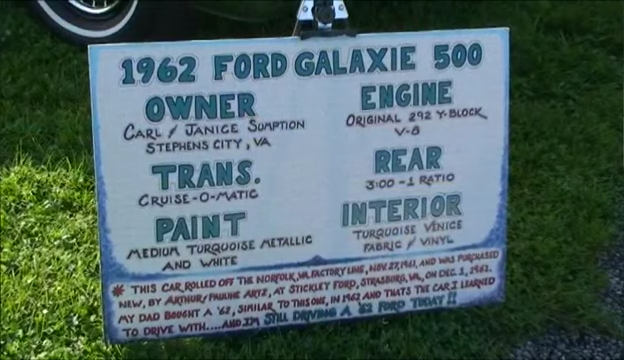 1962 FORD GALAXIE 500
OWNER
CARL / JANICE SUMPTION
STEPHENS CITY, VA
ENGINE
ORIGINAL 292 Y-BLOCK
V-8
TRANS.
CRUISE-O-MATIC
REAR
3:00-1 RATIO
PAINT
MEDIUM TURQUOISE METALLIC
AND WHITE
INTERIOR
TURQUOISE VENICE
FABRIC / VINYL
* THIS CAR ROLLED OFF THE NORFOLK, VA. FACTORY LINE, NOV. 27, 1961, AND WAS PURCHASED
NEW, BY ARTHUR/PAULINE ARTZ, AT STICKLEY FORD, STRASBURG, VA, ON DEC. 5, 1961.
MY DAD BOUGHT A '62, SIMILAR TO THIS ONE, IN 1962 AND THATS THE CAR I LEARNED
TO DRIVE WITH....AND I'M STILL DRIVING A '62 FORD TODAY!!